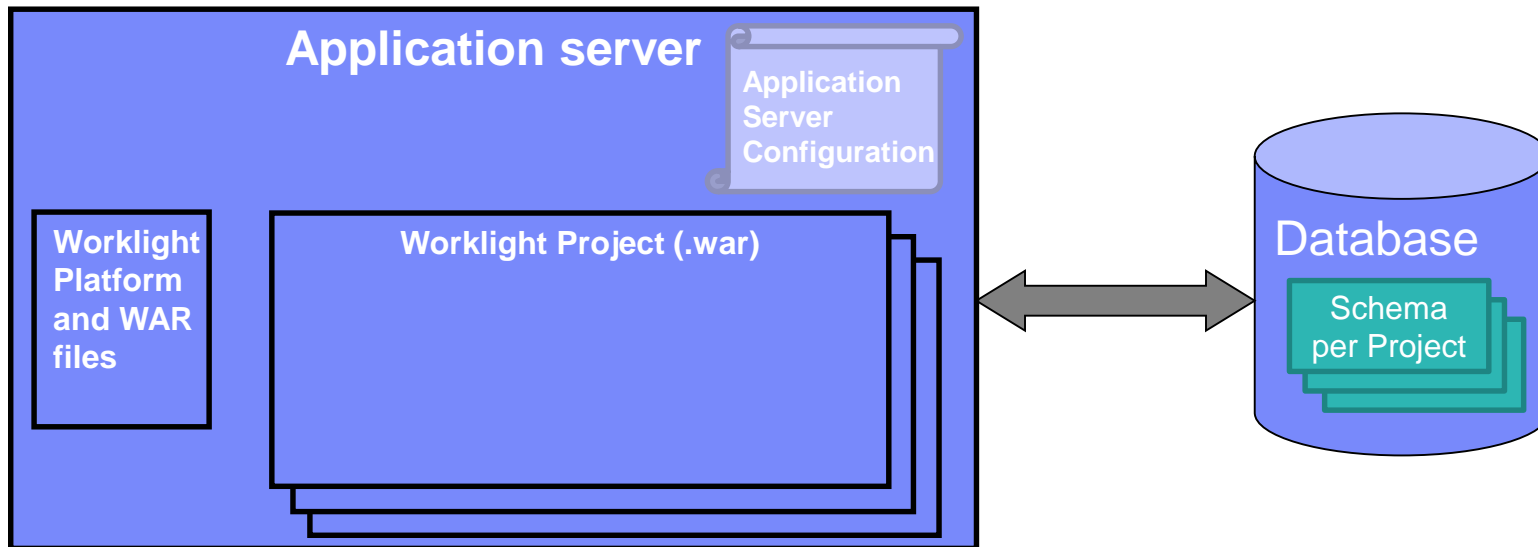 Application server
Application
Server
Configuration
Worklight
Platform
and WAR
files
Worklight Project (.war)
Database
Schema
per Project